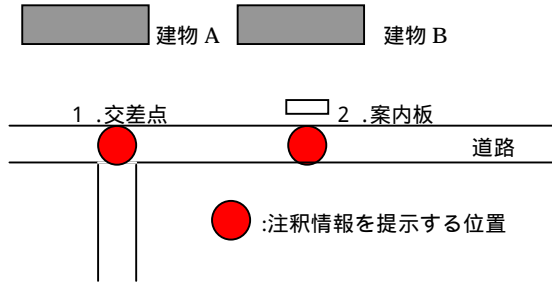 建物 A
建物 B
1 .交差点
2 .案内板
道路
:注釈情報を提示する位置